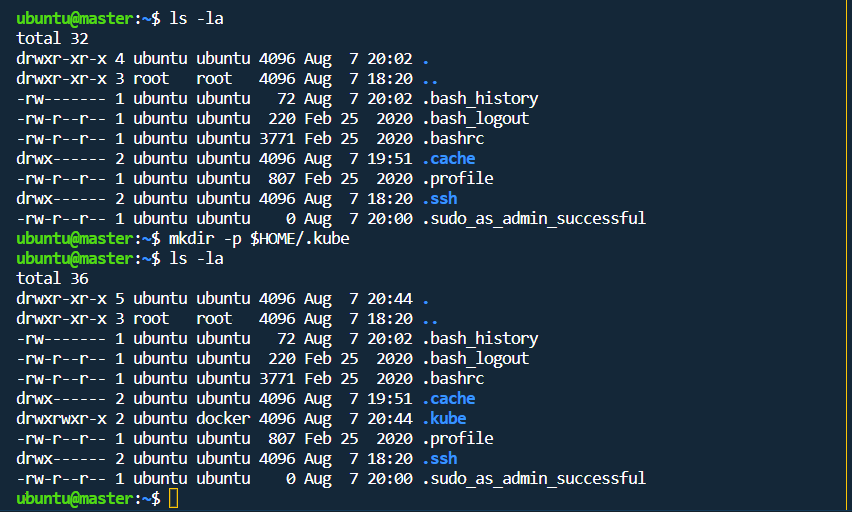 ubuntu@master:~$ ls -la
total 32
drwxr-xr-x 4 ubuntu ubuntu 4096 Aug  7 20:02 .
drwxr-xr-x 3 root   root   4096 Aug  7 18:20 ..
-rw------- 1 ubuntu ubuntu   72 Aug  7 20:02 .bash_history
-rw-r--r-- 1 ubuntu ubuntu  220 Feb 25  2020 .bash_logout
-rw-r--r-- 1 ubuntu ubuntu 3771 Feb 25  2020 .bashrc
drwx------ 2 ubuntu ubuntu 4096 Aug  7 19:51 .cache
-rw-r--r-- 1 ubuntu ubuntu  807 Feb 25  2020 .profile
drwx------ 2 ubuntu ubuntu 4096 Aug  7 18:20 .ssh
-rw-r--r-- 1 ubuntu ubuntu    0 Aug  7 20:00 .sudo_as_admin_successful
ubuntu@master:~$ mkdir -p $HOME/.kube
ubuntu@master:~$ ls -la
total 36
drwxr-xr-x 5 ubuntu ubuntu 4096 Aug  7 20:44 .
drwxr-xr-x 3 root   root   4096 Aug  7 18:20 ..
-rw------- 1 ubuntu ubuntu   72 Aug  7 20:02 .bash_history
-rw-r--r-- 1 ubuntu ubuntu  220 Feb 25  2020 .bash_logout
-rw-r--r-- 1 ubuntu ubuntu 3771 Feb 25  2020 .bashrc
drwx------ 2 ubuntu ubuntu 4096 Aug  7 19:51 .cache
drwxrwxr-x 2 ubuntu docker 4096 Aug  7 20:44 .kube
-rw-r--r-- 1 ubuntu ubuntu  807 Feb 25  2020 .profile
drwx------ 2 ubuntu ubuntu 4096 Aug  7 18:20 .ssh
-rw-r--r-- 1 ubuntu ubuntu    0 Aug  7 20:00 .sudo_as_admin_successful
ubuntu@master:~$